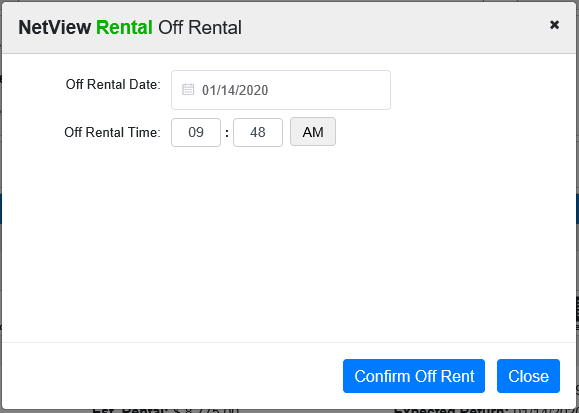 NetView Rental Off Rental ✖
Off Rental Date: 01/14/2020
Off Rental Time: 09 : 48 AM
Confirm Off Rent Close